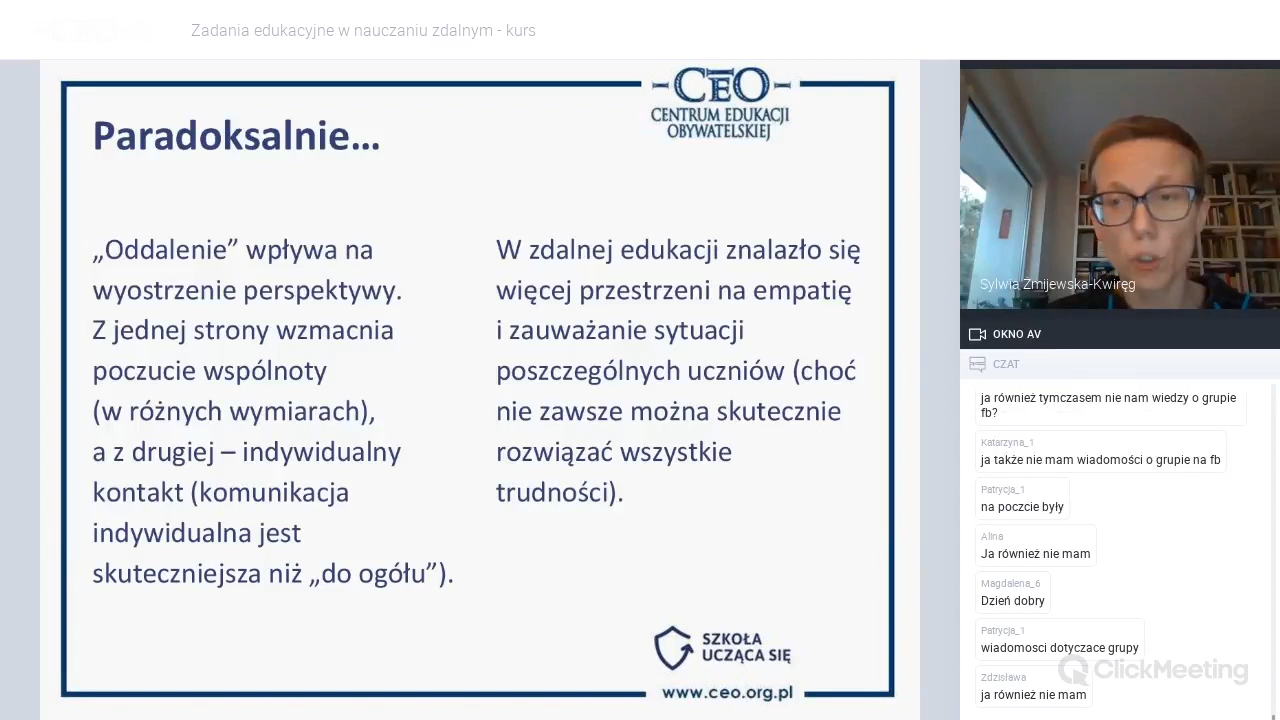 Zadania edukacyjne w nauczaniu zdalnym - kurs
CEO
CENTRUM EDUKACJI
OBYWATELSKIEJ
Paradoksalnie...
„Oddalenie” wpływa na
wyostrzenie perspektywy.
Z jednej strony wzmacnia
poczucie wspólnoty
(w różnych wymiarach),
a z drugiej – indywidualny
kontakt (komunikacja
indywidualna jest
skuteczniejsza niż „do ogółu”).
W zdalnej edukacji znalazło się
więcej przestrzeni na empatię
i zauważanie sytuacji
poszczególnych uczniów (choć
nie zawsze można skutecznie
rozwiązać wszystkie
trudności).
SZKOŁA
UCZĄCA SIĘ
www.ceo.org.pl
Sylwia Żmijewska-Kwiręg
OKNO AV
CZAT
ja również tymczasem nie nam wiedzy o grupie
fb?
Katarzyna_1
ja także nie mam wiadomości o grupie na fb
Patrycja_1
na poczcie były
Alina
Ja również nie mam
Magdalena_6
Dzień dobry
Patrycja_1
wiadomosci dotyczace grupy
Zdzisława
ja również nie mam
ClickMeeting